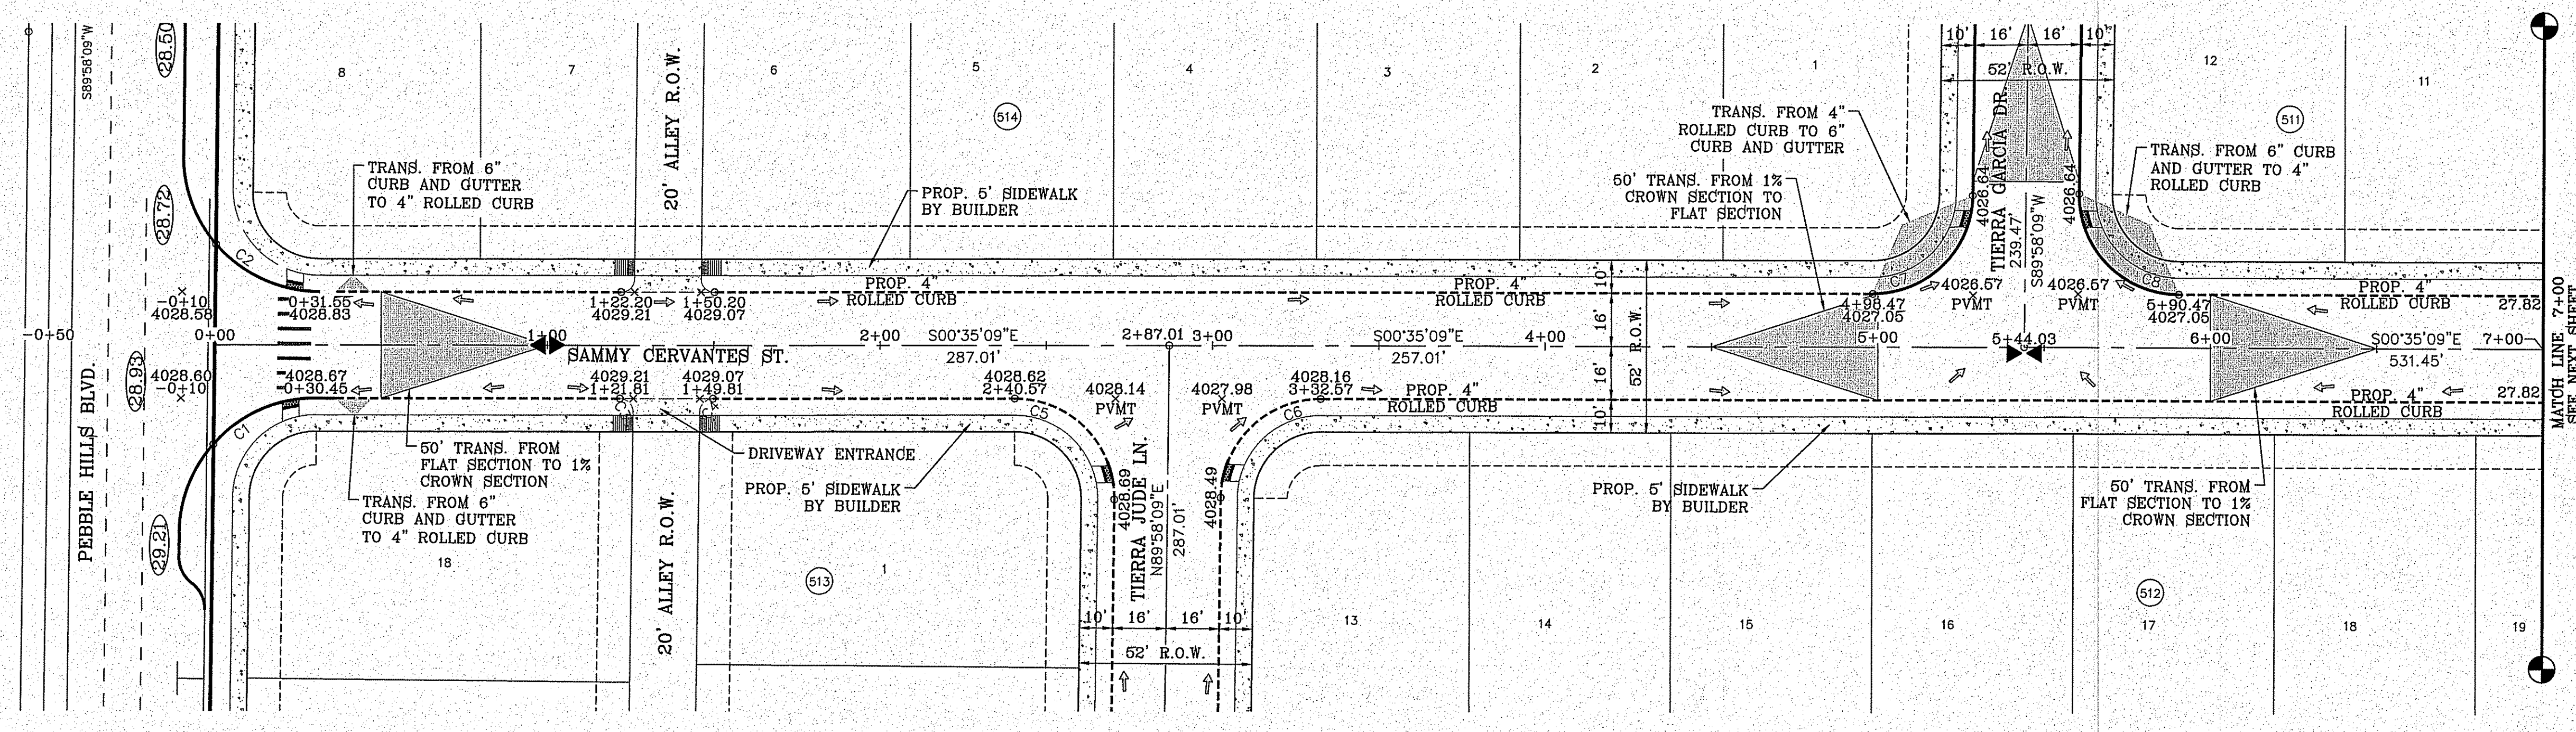 S89°58'09"W
28.50
28.72
28.93
29.21
PEBBLE HILLS BLVD.
-0+50
0+00
1+00
2+00
2+87.01
3+00
4+00
5+00
5+44.03
6+00
7+00
8
7
6
5
4
3
2
1
12
11
514
511
20' ALLEY R.O.W.
TRANS. FROM 6"
CURB AND GUTTER
TO 4" ROLLED CURB
PROP. 5' SIDEWALK
BY BUILDER
TRANS. FROM 4"
ROLLED CURB TO 6"
CURB AND GUTTER
50' TRANS. FROM 1%
CROWN SECTION TO
FLAT SECTION
10'
16'
16'
10'
52' R.O.W.
TIERRA GARCIA DR.
239.47'
S89°58'09"W
4026.64
4026.64
TRANS. FROM 6" CURB
AND GUTTER TO 4"
ROLLED CURB
C2
-0+10
4028.58
0+31.55
4028.83
1+22.20
4029.21
1+50.20
4029.07
PROP. 4"
ROLLED CURB
PROP. 4"
ROLLED CURB
C7
4+98.47
4027.05
4026.57
PVMT
4026.57
PVMT
C8
5+90.47
4027.05
PROP. 4"
ROLLED CURB
27.82
SAMMY CERVANTES ST.
S00°35'09"E
287.01'
S00°35'09"E
257.01'
S00°35'09"E
531.45'
10'
16'
16'
10'
52' R.O.W.
MATCH LINE 7+00
SEE NEXT SHEET
4028.60
-0+10
4028.67
0+30.45
4029.21
1+21.81
4029.07
1+49.81
4028.62
2+40.57
4028.14
PVMT
4027.98
PVMT
4028.16
3+32.57
PROP. 4"
ROLLED CURB
PROP. 4"
ROLLED CURB
27.82
C1
C5
C6
50' TRANS. FROM
FLAT SECTION TO 1%
CROWN SECTION
TRANS. FROM 6"
CURB AND GUTTER
TO 4" ROLLED CURB
DRIVEWAY ENTRANCE
PROP. 5' SIDEWALK
BY BUILDER
PROP. 5' SIDEWALK
BY BUILDER
50' TRANS. FROM
FLAT SECTION TO 1%
CROWN SECTION
20' ALLEY R.O.W.
4028.69
TIERRA JUDE LN.
N89°58'09"E
287.01'
4028.49
10'
16'
16'
10'
52' R.O.W.
18
513
1
13
14
15
16
512
17
18
19